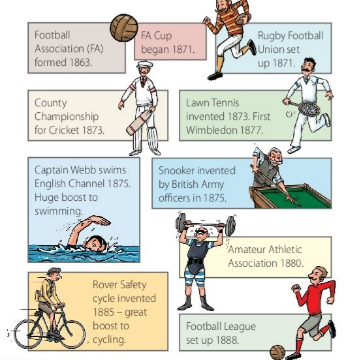 Football
Association (FA)
formed 1863.
FA Cup
began 1871.
Rugby Football
Union set
up 1871.
County
Championship
for Cricket 1873.
Lawn Tennis
invented 1873. First
Wimbledon 1877.
Captain Webb swims
English Channel 1875.
Huge boost to
swimming.
Snooker invented
by British Army
officers in 1875.
Amateur Athletic
Association 1880.
Rover Safety
cycle invented
1885 – great
boost to
cycling.
Football League
set up 1888.